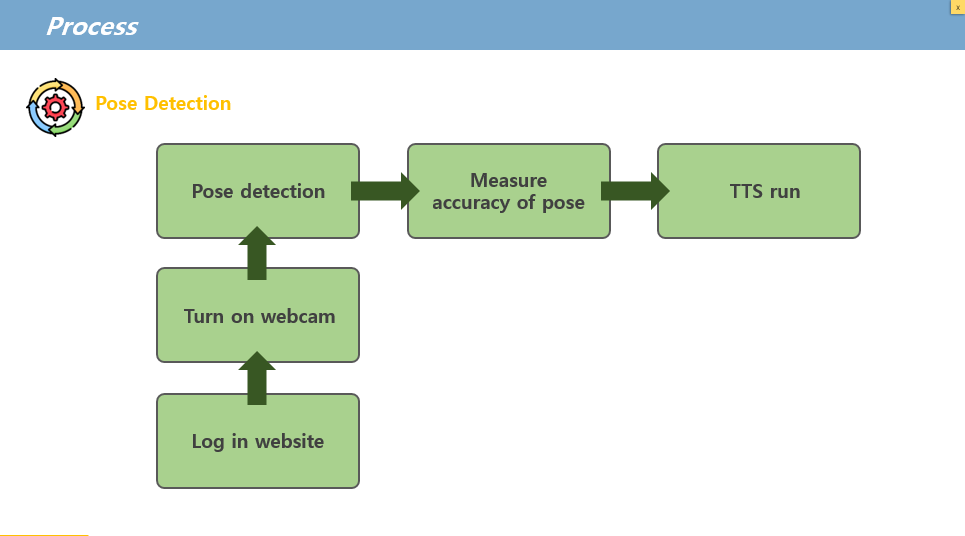 Process
x
Pose Detection
Pose detection
Measure
accuracy of pose
TTS run
Turn on webcam
Log in website